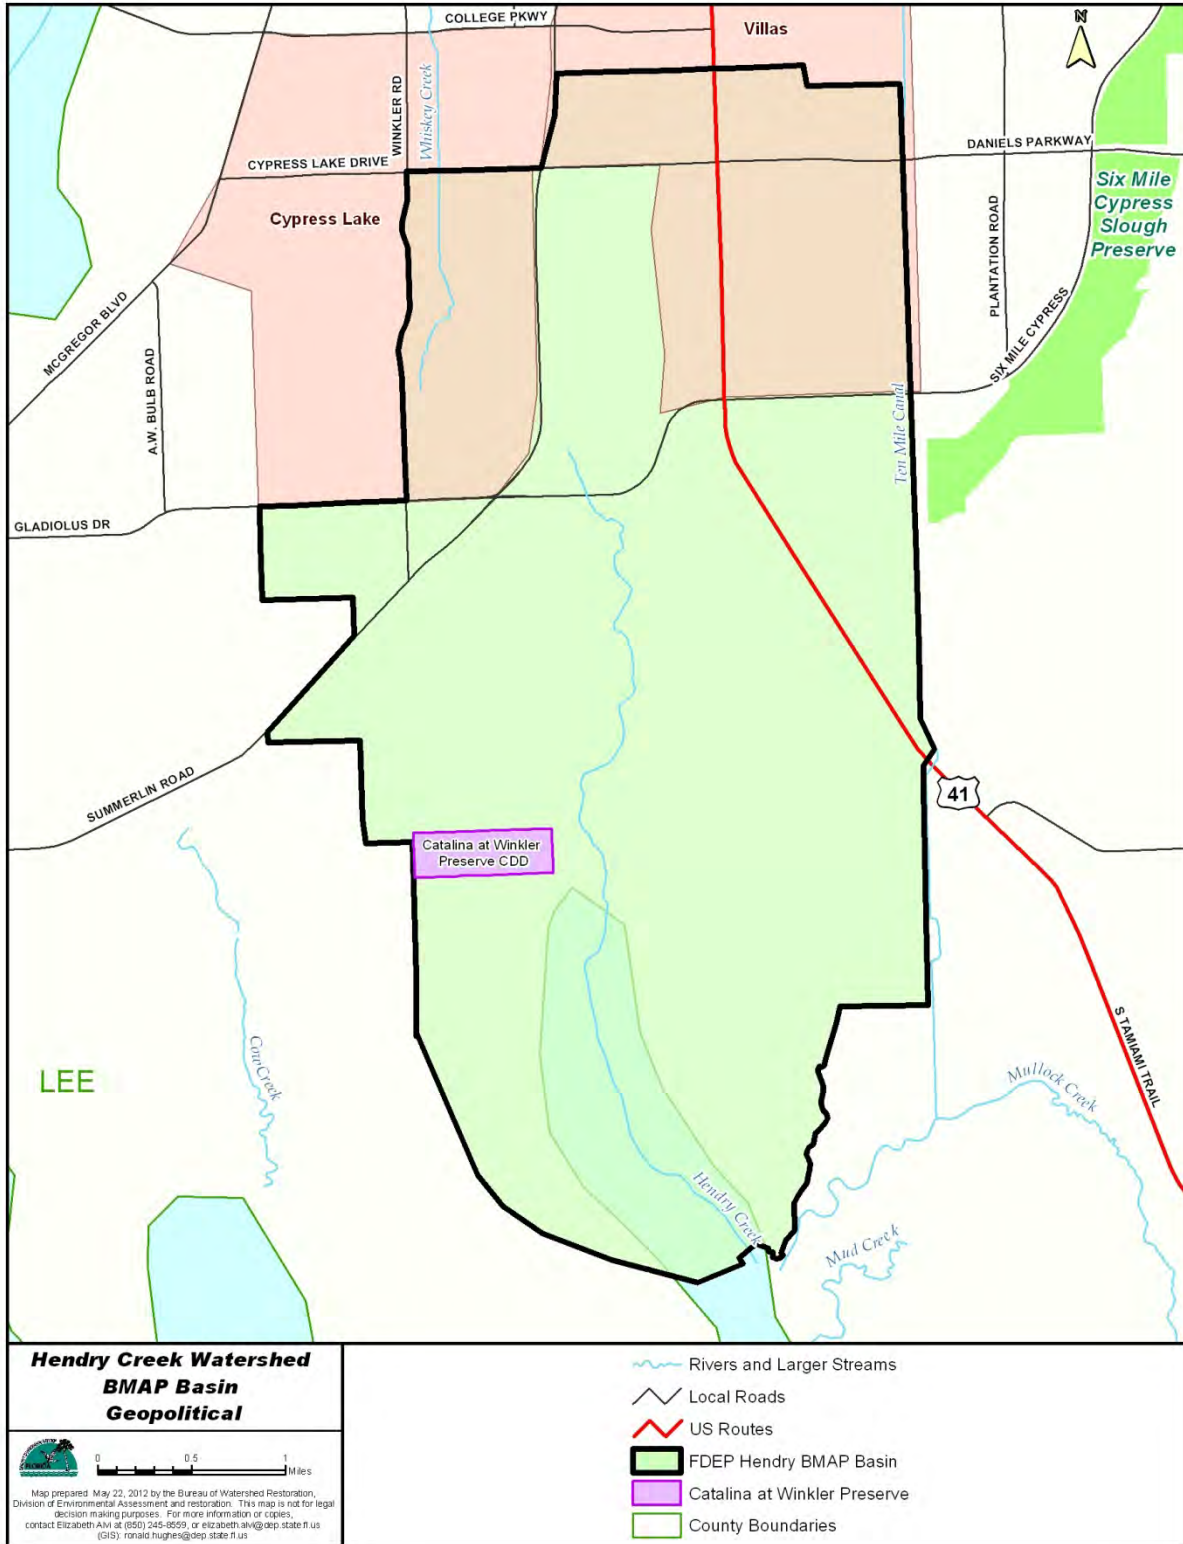 COLLEGE PKWY
Villas
N
WINKLER RD
Whiskey Creek
DANIELS PARKWAY
CYPRESS LAKE DRIVE
Six Mile
Cypress
Slough
Preserve
Cypress Lake
PLANTATION ROAD
MCGREGOR BLVD
A.W. BULB ROAD
SIX MILE CYPRESS
Ten Mile Canal
GLADIOLUS DR
SUMMERLIN ROAD
41
Catalina at Winkler
Preserve CDD
Cow Creek
LEE
S TAMIAMI TRAIL
Mullock Creek
Hendry Creek
Mud Creek
Hendry Creek Watershed
BMAP Basin
Geopolitical
0 0.5 1
Miles
Map prepared May 22, 2012 by the Bureau of Watershed Restoration,
Division of Environmental Assessment and restoration. This map is not for legal
decision making purposes. For more information or copies,
contact Elizabeth Alvi at (850) 245-8559, or elizabeth.alvi@dep.state.fl.us
(GIS): ronald.hughes@dep.state.fl.us
Rivers and Larger Streams
Local Roads
US Routes
FDEP Hendry BMAP Basin
Catalina at Winkler Preserve
County Boundaries